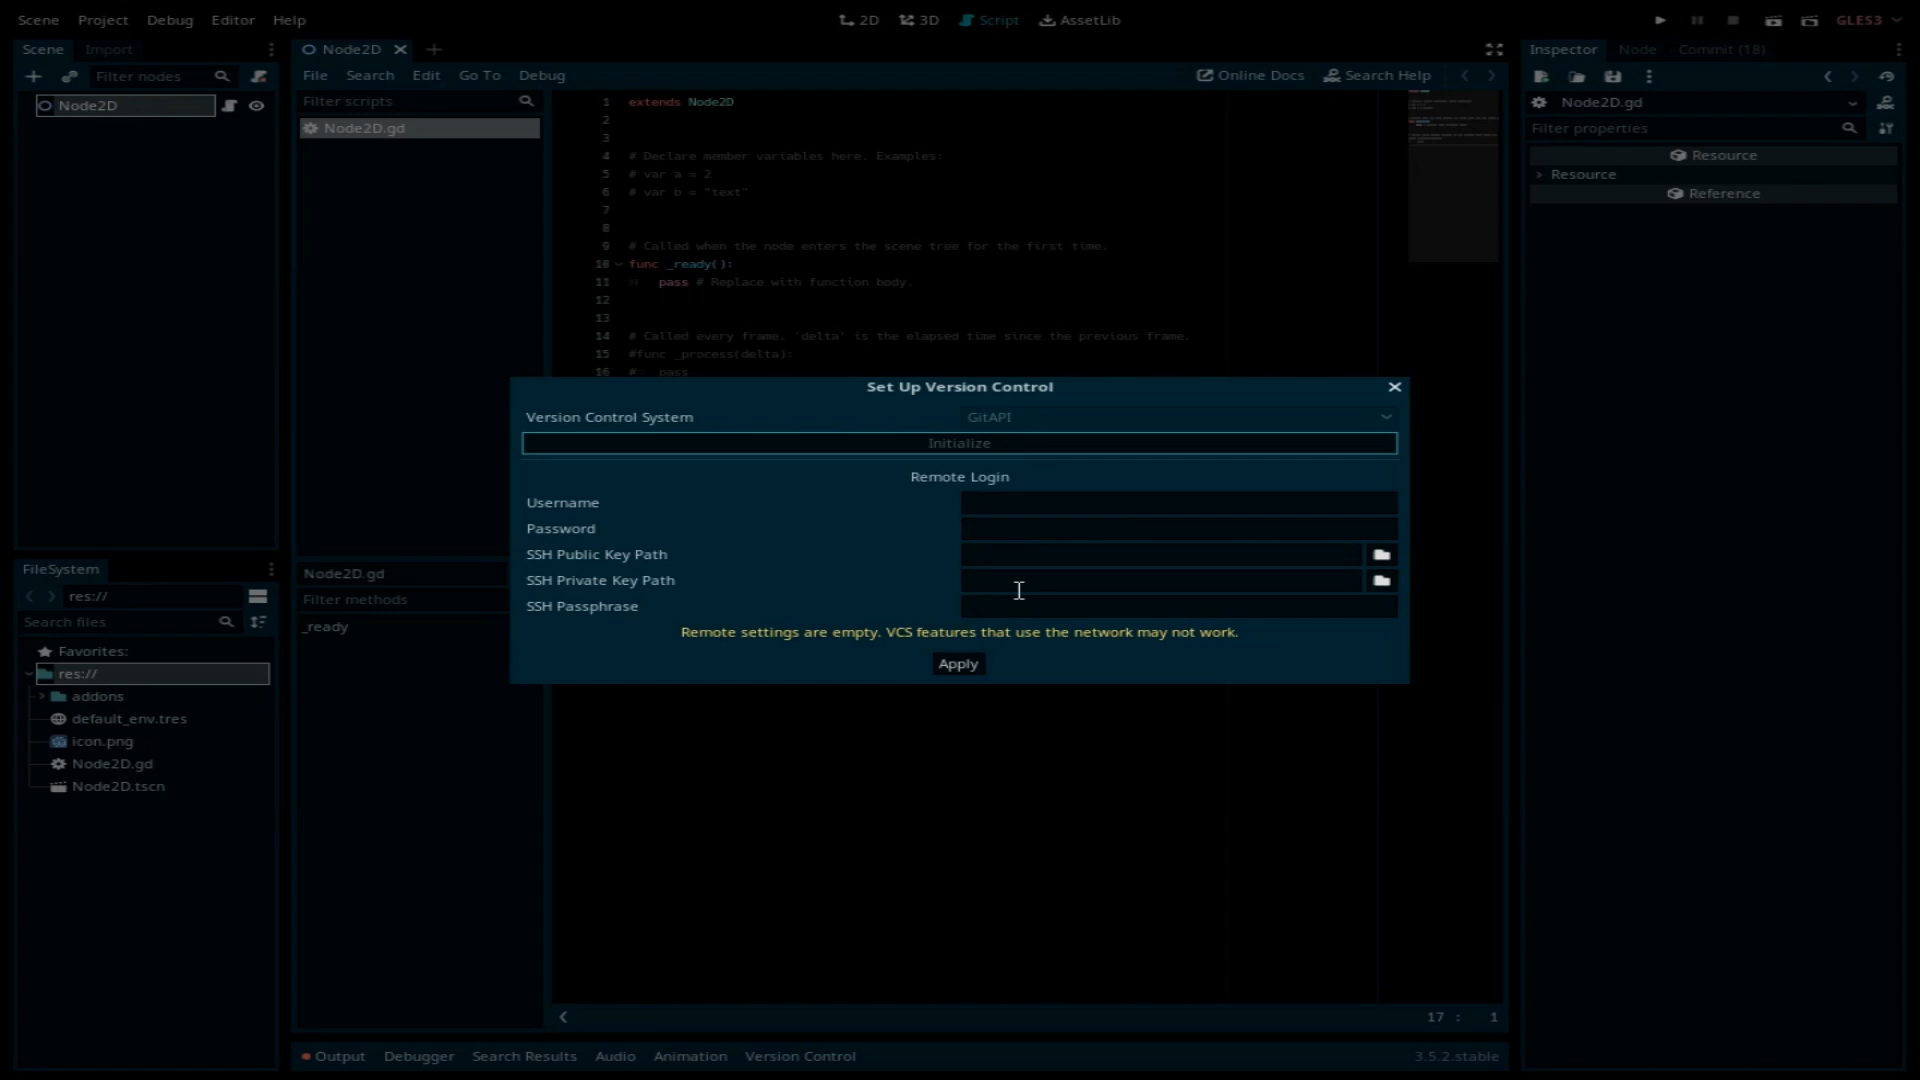 Scene Project Debug Editor Help
2D 3D Script AssetLib
GLES3
Scene Import
Filter nodes
Node2D
Node2D
File Search Edit Go To Debug
Online Docs Search Help
Filter scripts
Node2D.gd
1 extends Node2D
2
3
4 # Declare member variables here. Examples:
5 # var a = 2
6 # var b = "text"
7
8
9 # Called when the node enters the scene tree for the first time.
10 func _ready():
11 pass # Replace with function body.
12
13
14 # Called every frame. 'delta' is the elapsed time since the previous frame.
15 #func _process(delta):
16 # pass
Set Up Version Control
Version Control System GitAPI
Initialize
Remote Login
Username
Password
SSH Public Key Path
SSH Private Key Path
SSH Passphrase
Remote settings are empty. VCS features that use the network may not work.
Apply
Node2D.gd
Filter methods
_ready
17 : 1
Output Debugger Search Results Audio Animation Version Control
3.5.2.stable
FileSystem
res://
Search files
Favorites:
res://
addons
default_env.tres
icon.png
Node2D.gd
Node2D.tscn
Inspector Node Commit (18)
Node2D.gd
Filter properties
Resource
Resource
Reference